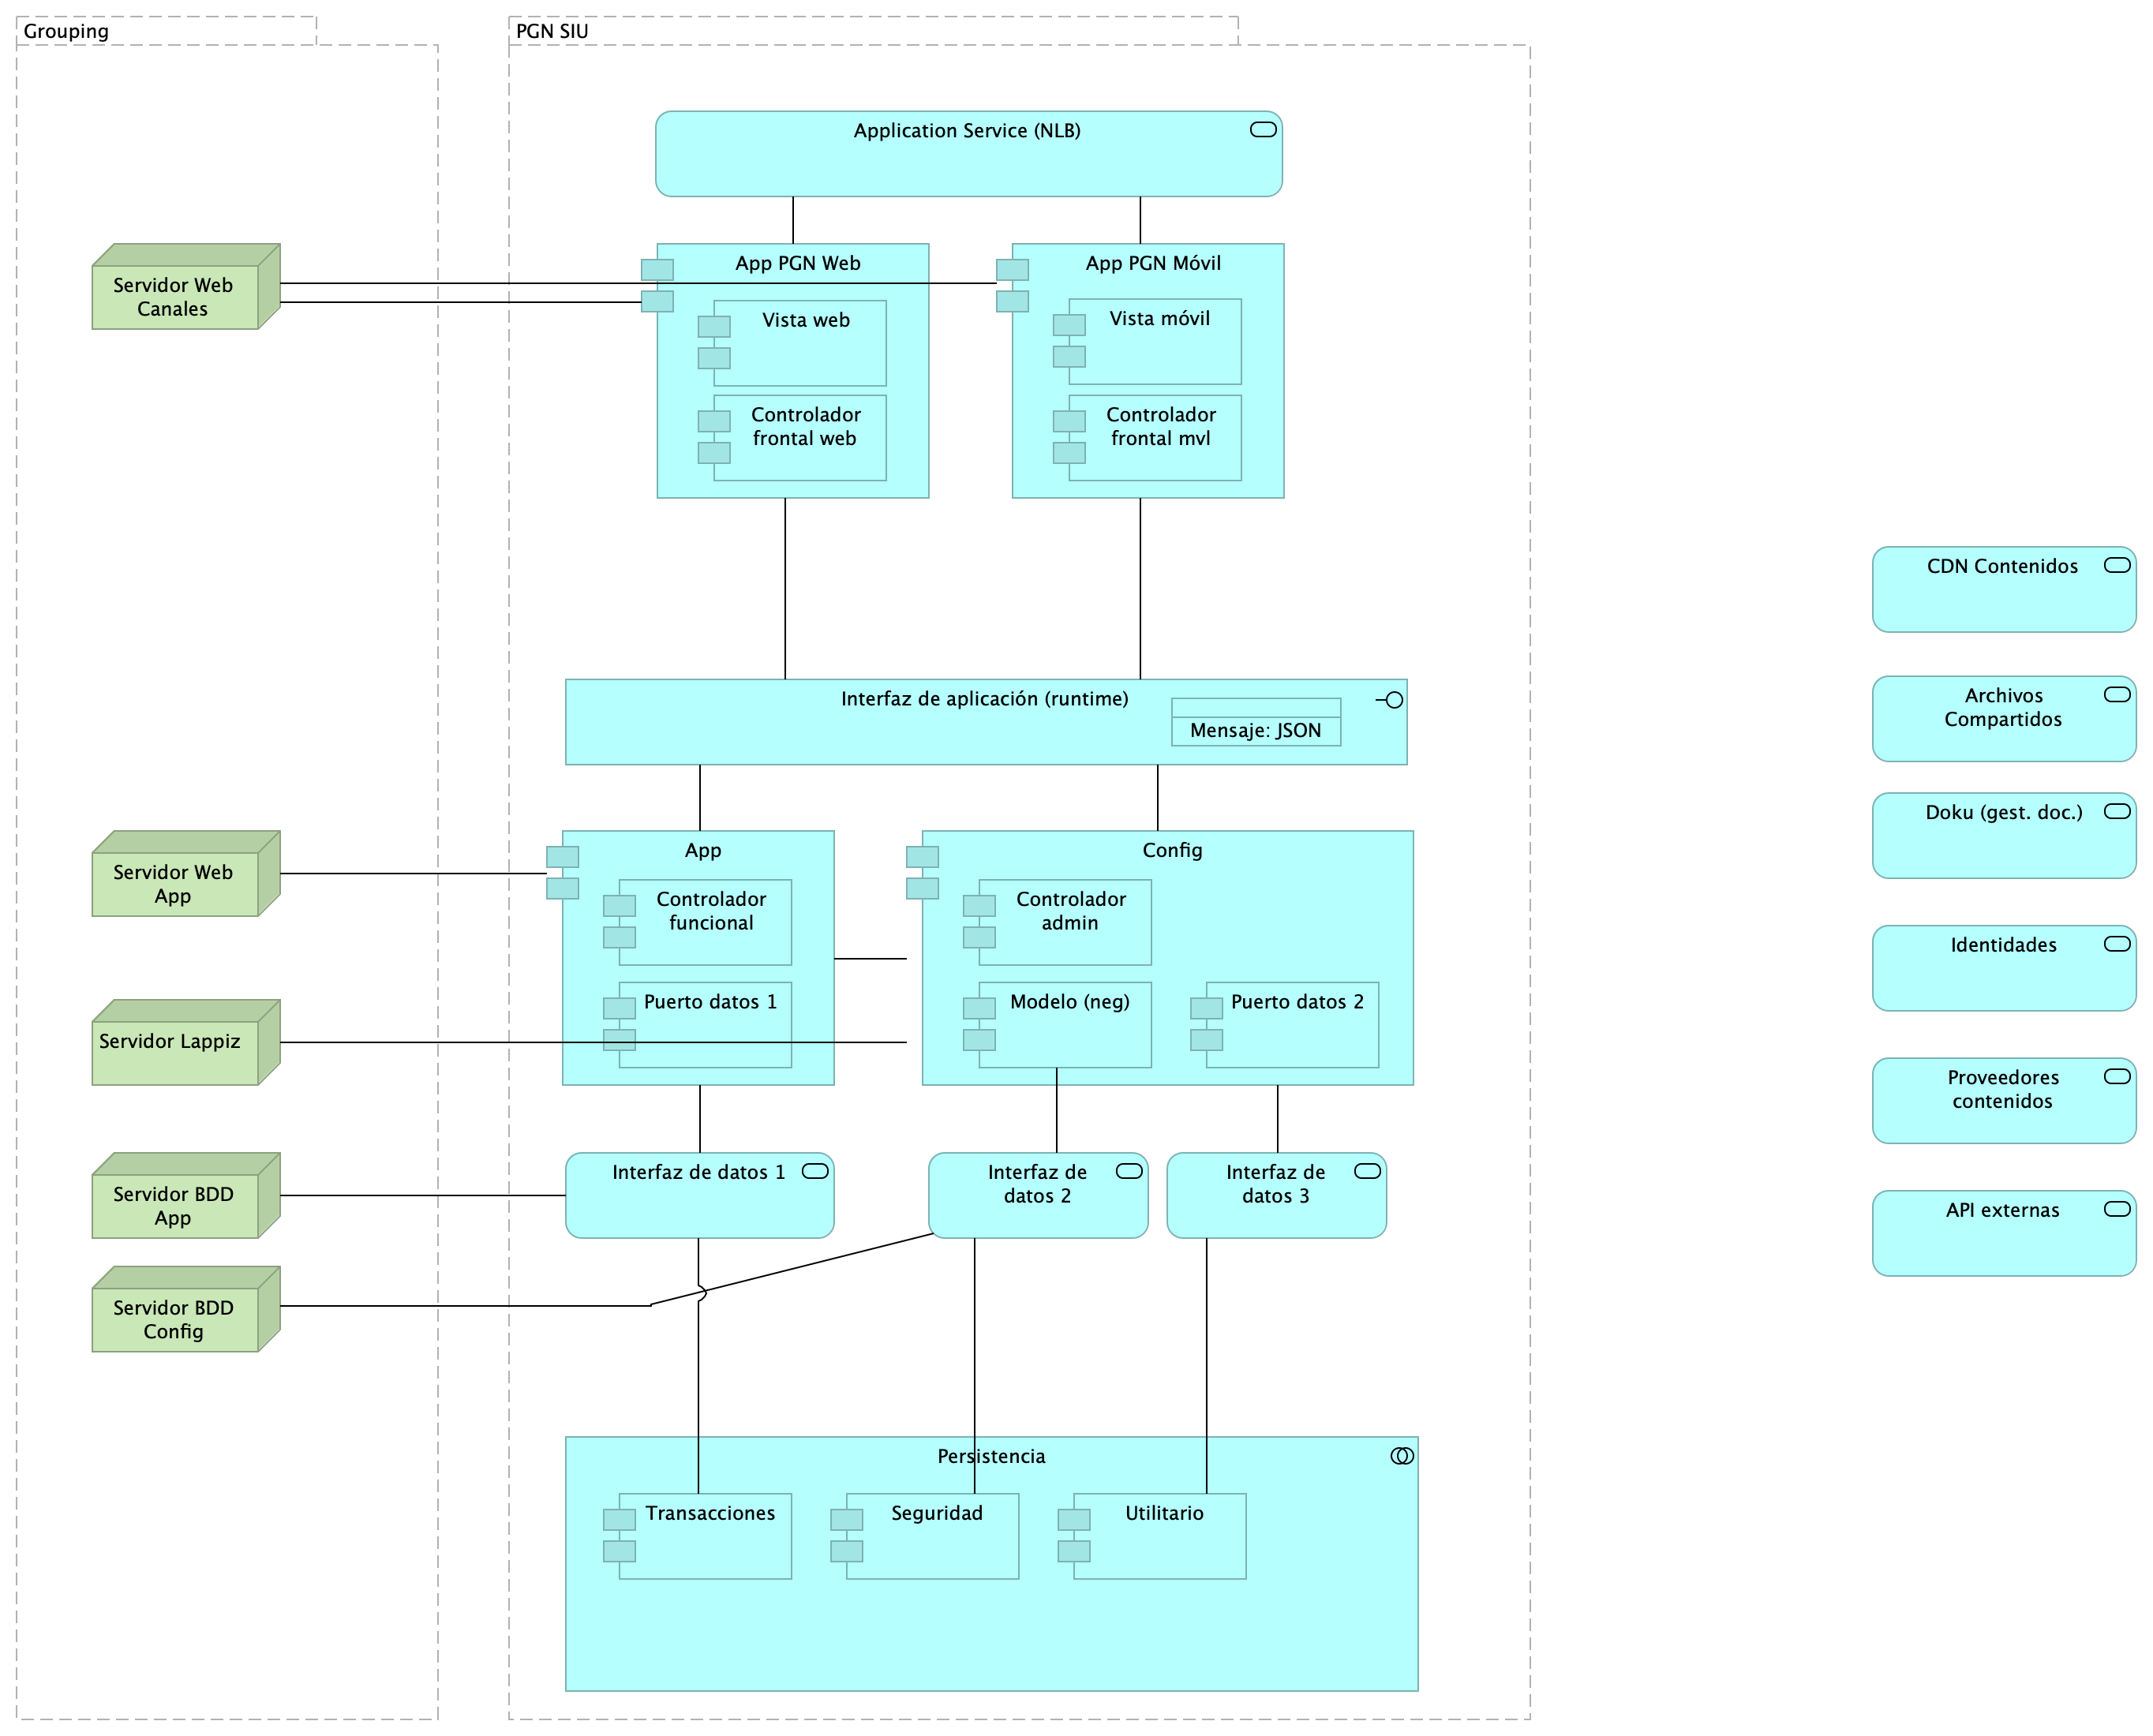 Grouping
PGN SIU
Application Service (NLB)
Servidor Web
Canales
App PGN Web
App PGN Móvil
Vista web
Vista móvil
Controlador
frontal web
Controlador
frontal mvl
CDN Contenidos
Interfaz de aplicación (runtime)
Mensaje: JSON
Archivos
Compartidos
Servidor Web
App
App
Config
Doku (gest. doc.)
Controlador
funcional
Controlador
admin
Identidades
Servidor Lappiz
Puerto datos 1
Modelo (neg)
Puerto datos 2
Proveedores
contenidos
Servidor BDD
App
Interfaz de datos 1
Interfaz de
datos 2
Interfaz de
datos 3
API externas
Servidor BDD
Config
Persistencia
Transacciones
Seguridad
Utilitario